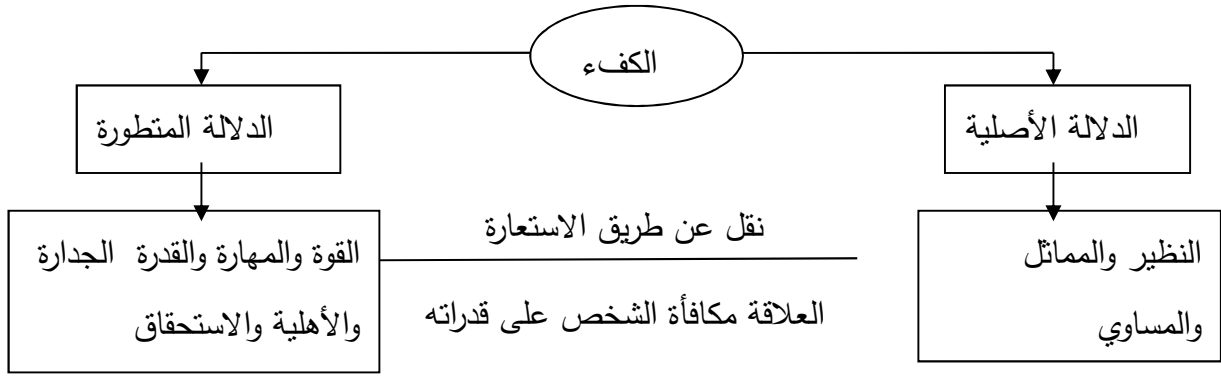 الكفء
الدلالة الأصلية
الدلالة المتطورة
النظير والمماثل
والمساوي
نقل عن طريق الاستعارة
العلاقة مكافأة الشخص على قدراته
القوة والمهارة والقدرة الجدارة
والأهلية والاستحقاق